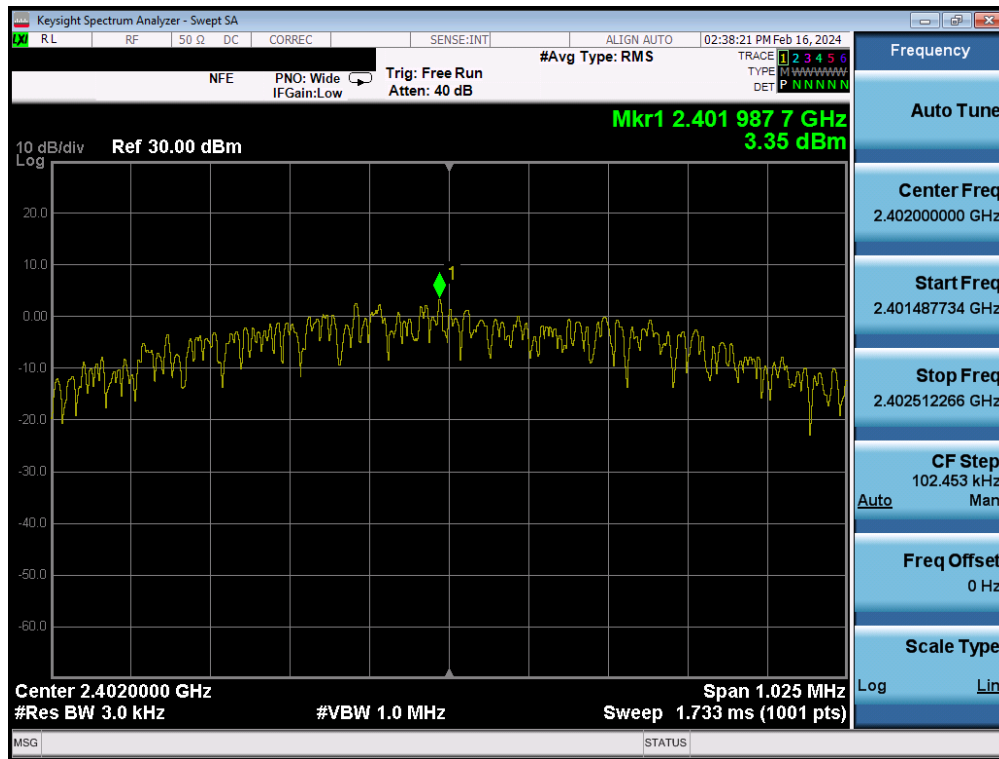 Keysight Spectrum Analyzer - Swept SA
LXI RL RF 50 Ω DC CORREC SENSE:INT ALIGN AUTO 02:38:21 PM Feb 16, 2024
#Avg Type: RMS TRACE 1 2 3 4 5 6
NFE PNO: Wide Trig: Free Run TYPE M WWWWW
IFGain:Low Atten: 40 dB DET P N N N N N
Mkr1 2.401 987 7 GHz
3.35 dBm
10 dB/div Ref 30.00 dBm
Log
20.0
10.0
1
0.00
-10.0
-20.0
-30.0
-40.0
-50.0
-60.0
Center 2.4020000 GHz Span 1.025 MHz
#Res BW 3.0 kHz #VBW 1.0 MHz Sweep 1.733 ms (1001 pts)
MSG STATUS
Frequency
Auto Tune
Center Freq
2.402000000 GHz
Start Freq
2.401487734 GHz
Stop Freq
2.402512266 GHz
CF Step
102.453 kHz
Auto Man
Freq Offset
0 Hz
Scale Type
Log Lin